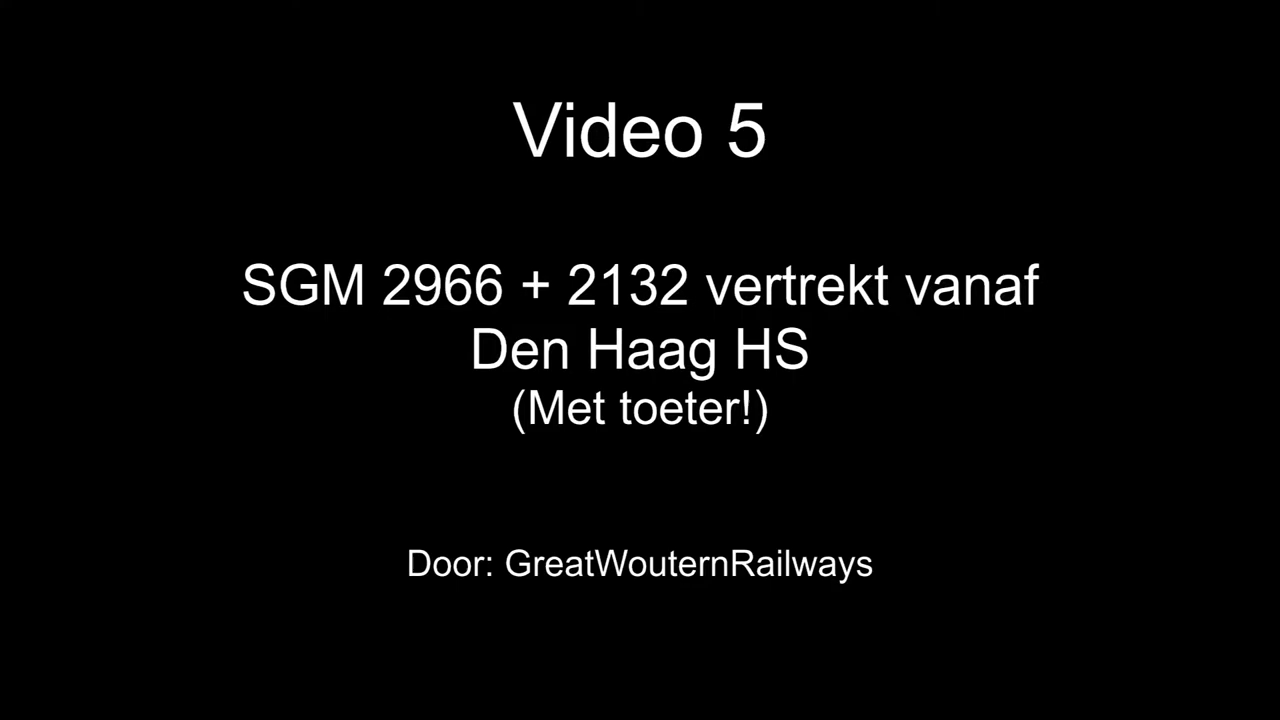 Video 5
SGM 2966 + 2132 vertrekt vanaf
Den Haag HS
(Met toeter!)
Door: GreatWouternRailways